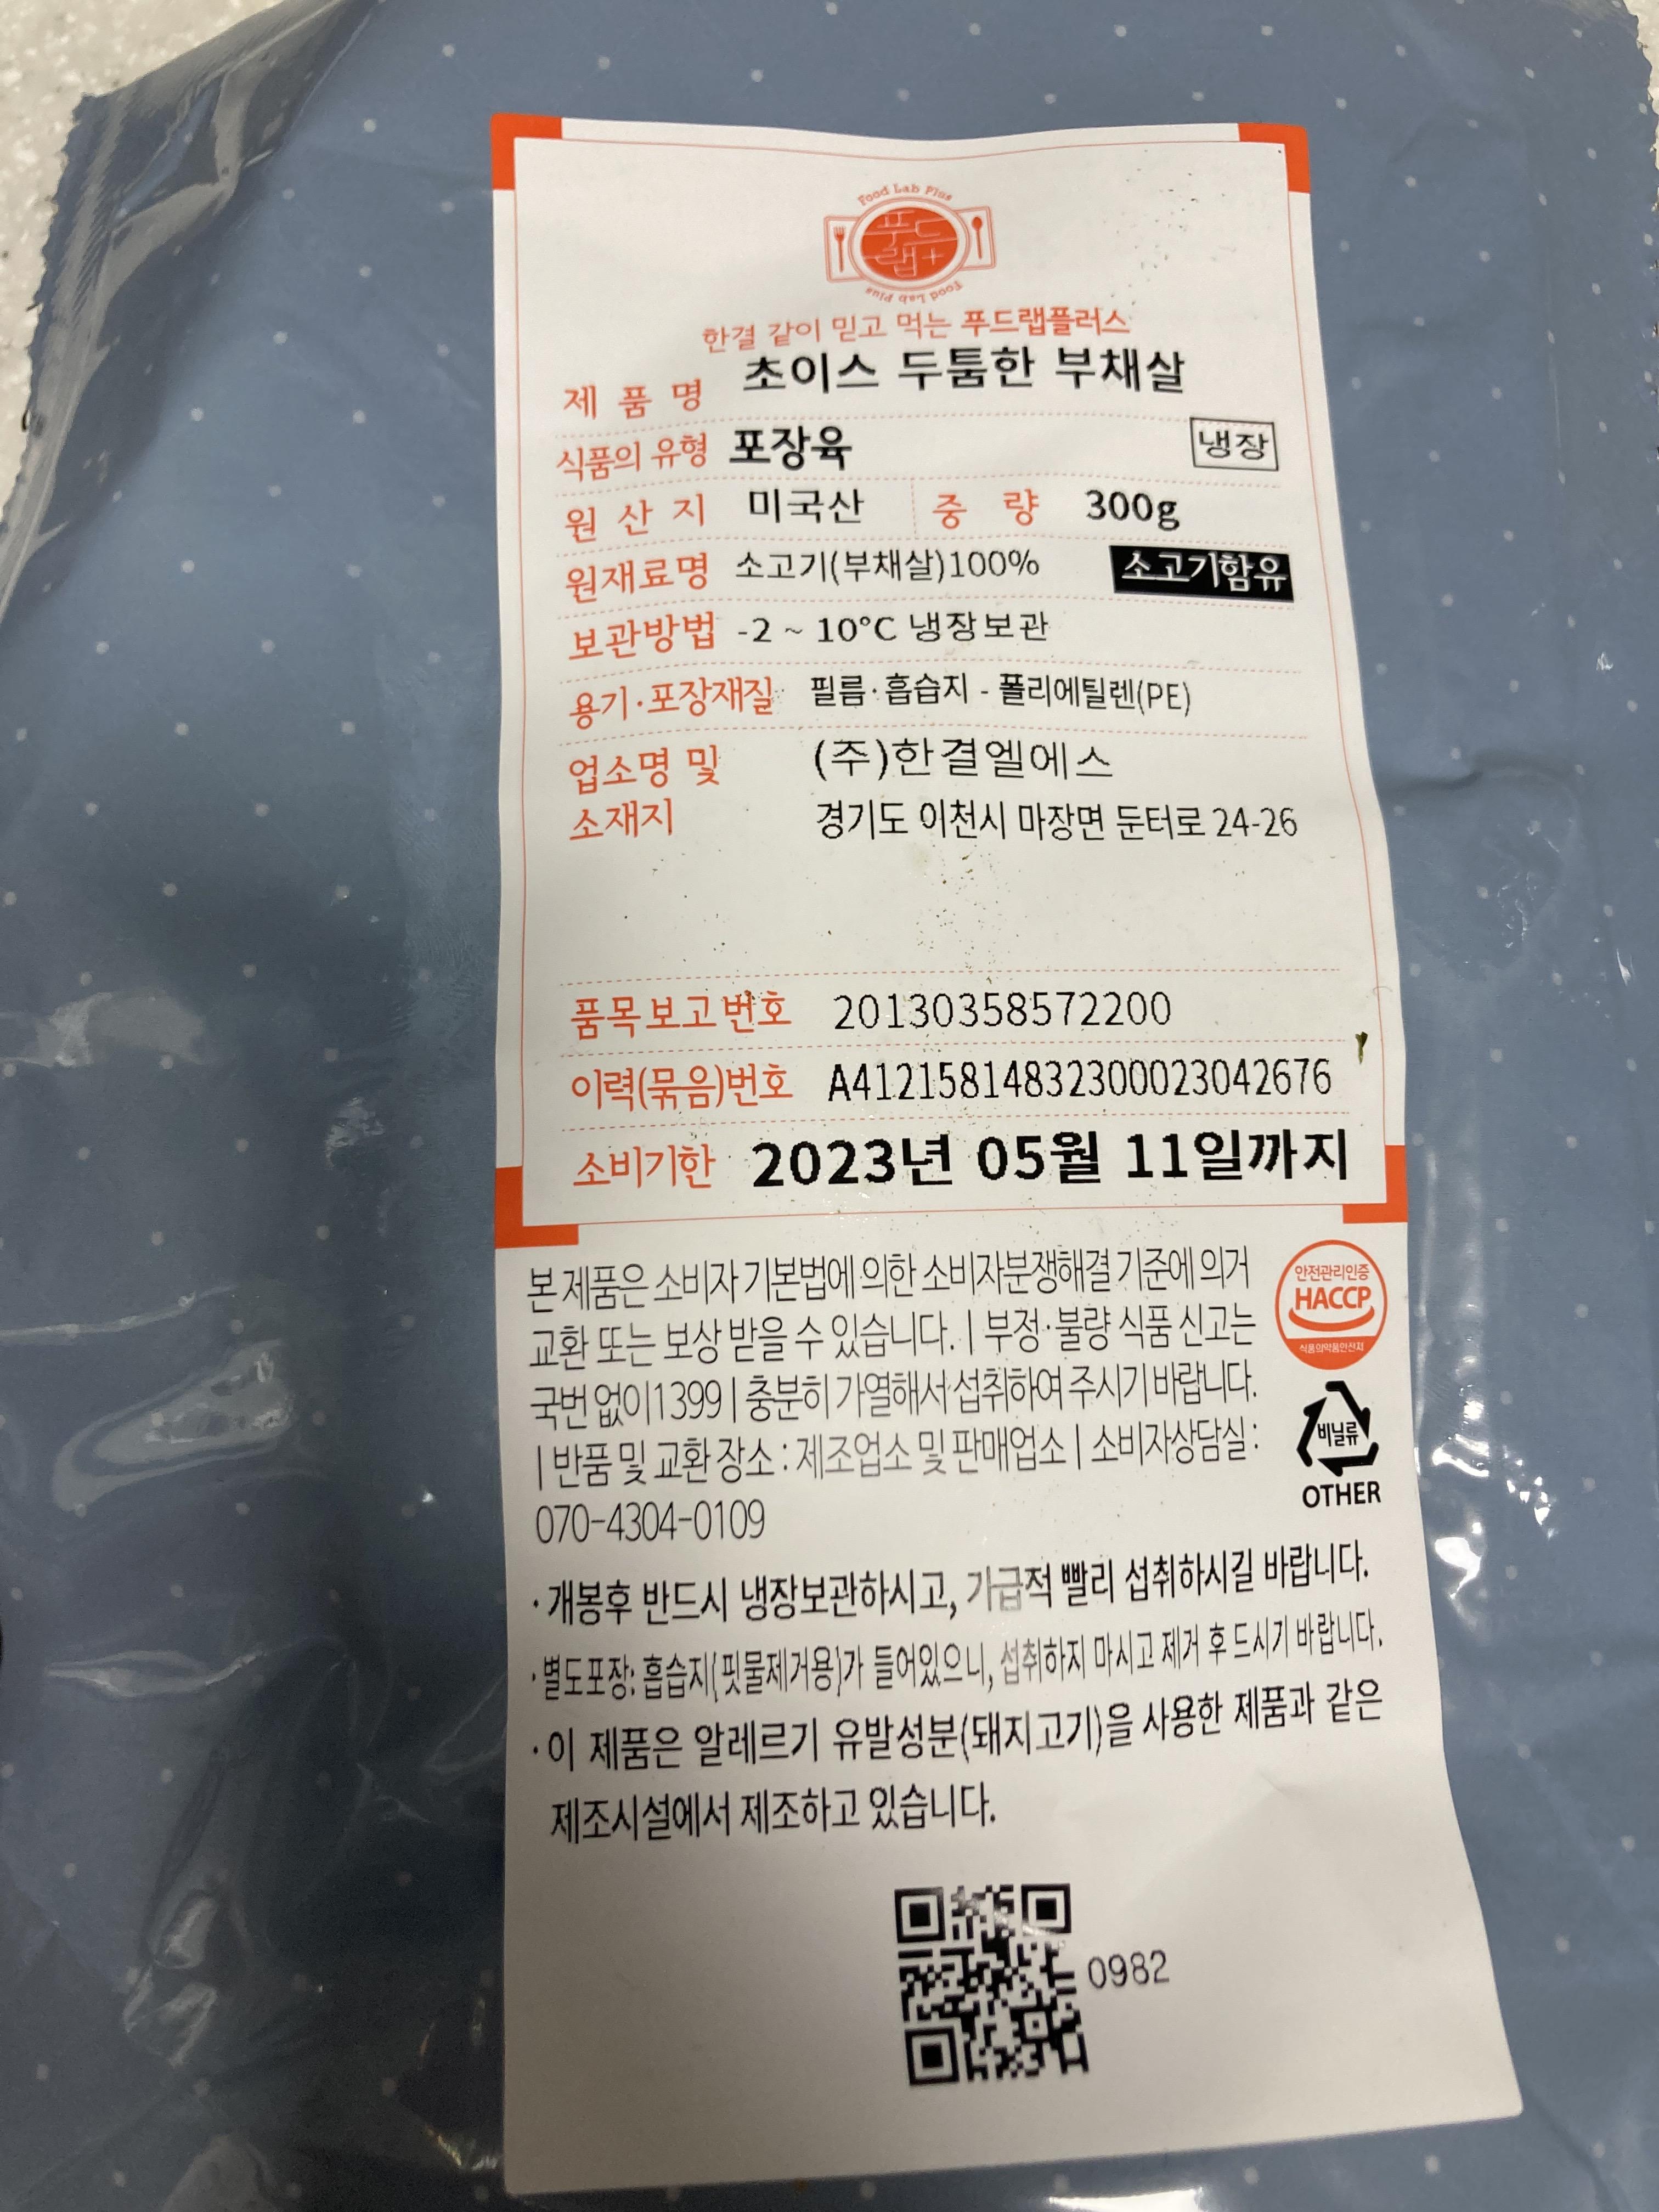 Food Lab Plus
푸드
랩+
Food Lab Plus
한결 같이 믿고 먹는 푸드랩플러스
제 품 명 초이스 두툼한 부채살
식품의 유형 포장육 냉장
원 산 지 미국산 중 량 300g
원재료명 소고기(부채살)100% 소고기함유
보관방법 -2 ~ 10°C 냉장보관
용기·포장재질 필름·흡습지 - 폴리에틸렌(PE)
업소명 및 (주)한결엘에스
소재지 경기도 이천시 마장면 둔터로 24-26
품목보고번호 20130358572200
이력(묶음)번호 A41215814832300023042676
소비기한 2023년 05월 11일까지
본 제품은 소비자 기본법에 의한 소비자분쟁해결 기준에 의거
교환 또는 보상 받을 수 있습니다. | 부정·불량 식품 신고는
국번 없이1399 | 충분히 가열해서 섭취하여 주시기 바랍니다.
| 반품 및 교환 장소 : 제조업소 및 판매업소 | 소비자상담실 :
070-4304-0109
안전관리인증
HACCP
식품의약품안전처
비닐류
OTHER
·개봉후 반드시 냉장보관하시고, 가급적 빨리 섭취하시길 바랍니다.
·별도포장: 흡습지(핏물제거용)가 들어있으니, 섭취하지 마시고 제거 후 드시기 바랍니다.
·이 제품은 알레르기 유발성분(돼지고기)을 사용한 제품과 같은
제조시설에서 제조하고 있습니다.
0982